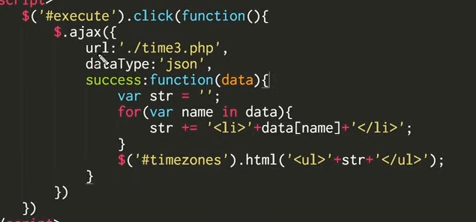 script>
$('#execute').click(function(){
$.ajax({
url:'./time3.php',
dataType:'json',
success:function(data){
var str = '';
for(var name in data){
str += '<li>'+data[name]+'</li>';
}
$('#timezones').html('<ul>'+str+'</ul>');
}
})
})
</script>